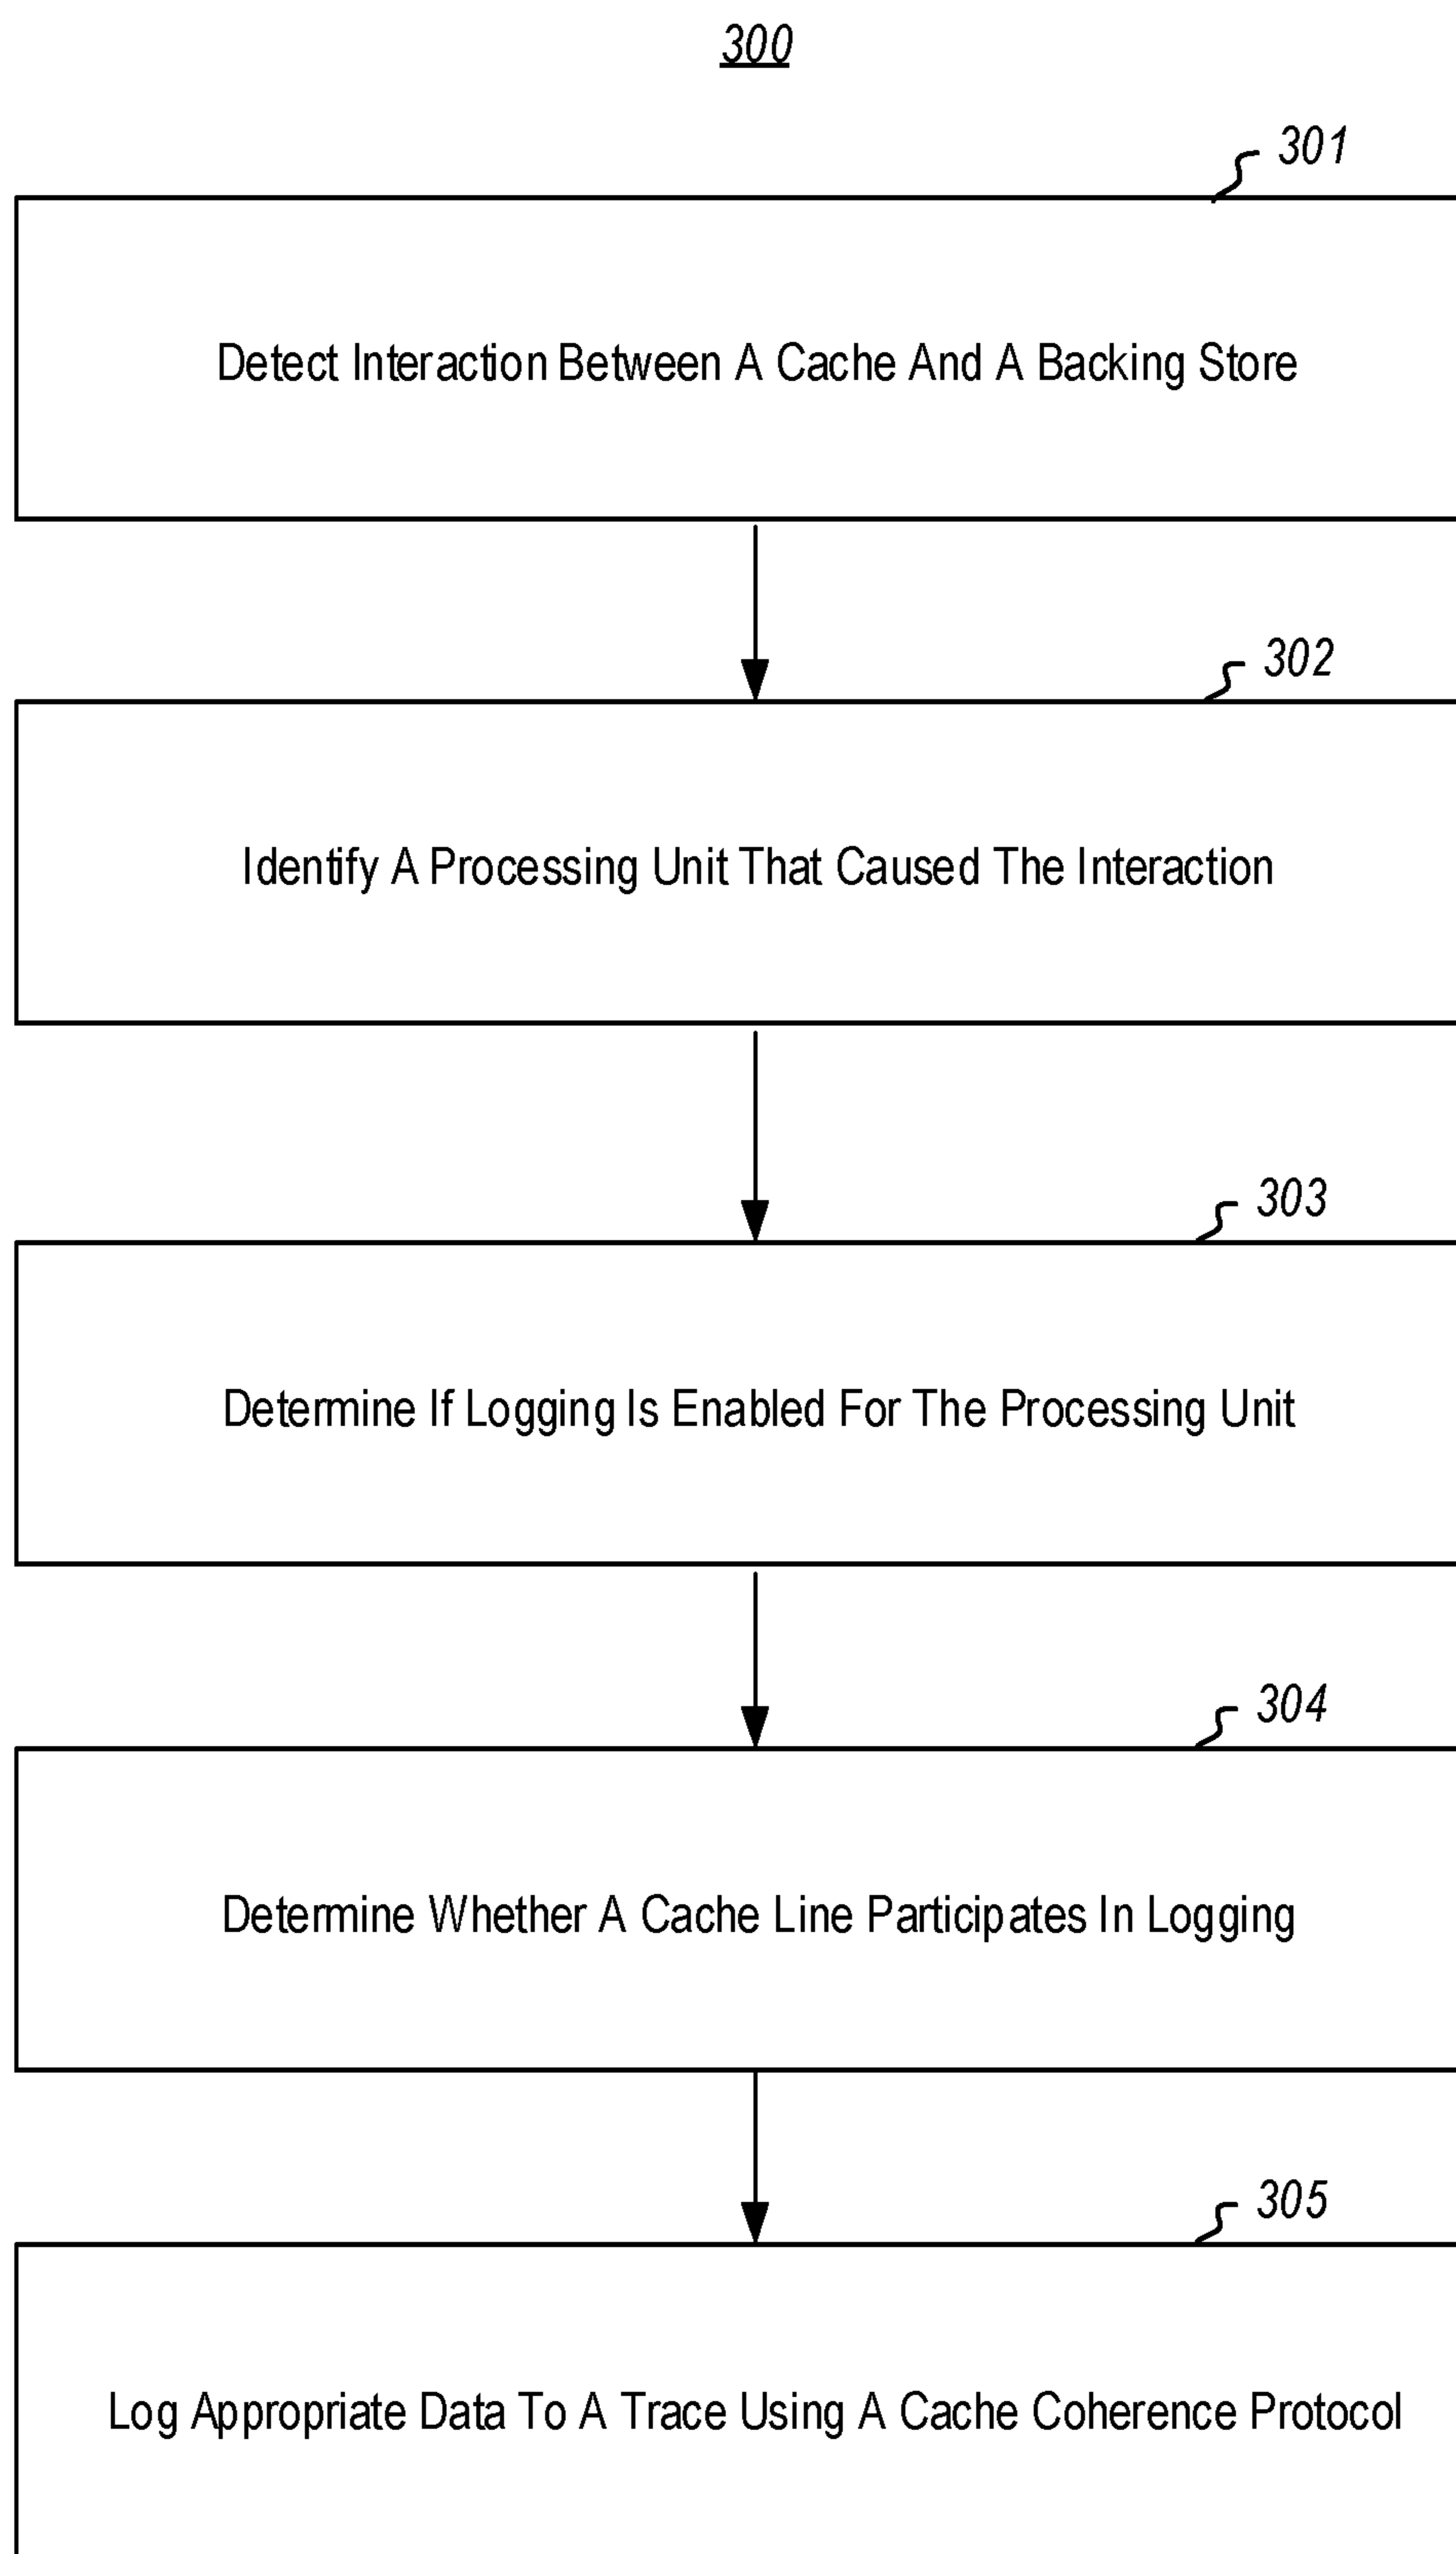 300
301
Detect Interaction Between A Cache And A Backing Store
302
Identify A Processing Unit That Caused The Interaction
303
Determine If Logging Is Enabled For The Processing Unit
304
Determine Whether A Cache Line Participates In Logging
305
Log Appropriate Data To A Trace Using A Cache Coherence Protocol